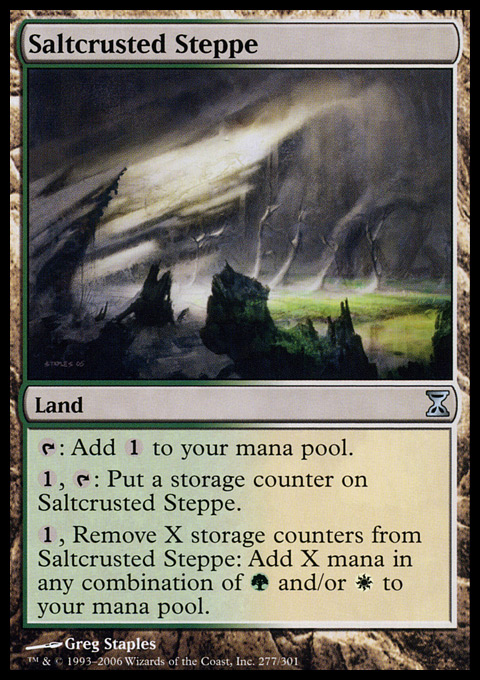 Saltcrusted Steppe
STAPLES 05
Land
: Add 1 to your mana pool.
1, : Put a storage counter on
Saltcrusted Steppe.
1, Remove X storage counters from
Saltcrusted Steppe: Add X mana in
any combination of and/or to
your mana pool.
Greg Staples
™ & © 1993–2006 Wizards of the Coast, Inc. 277/301